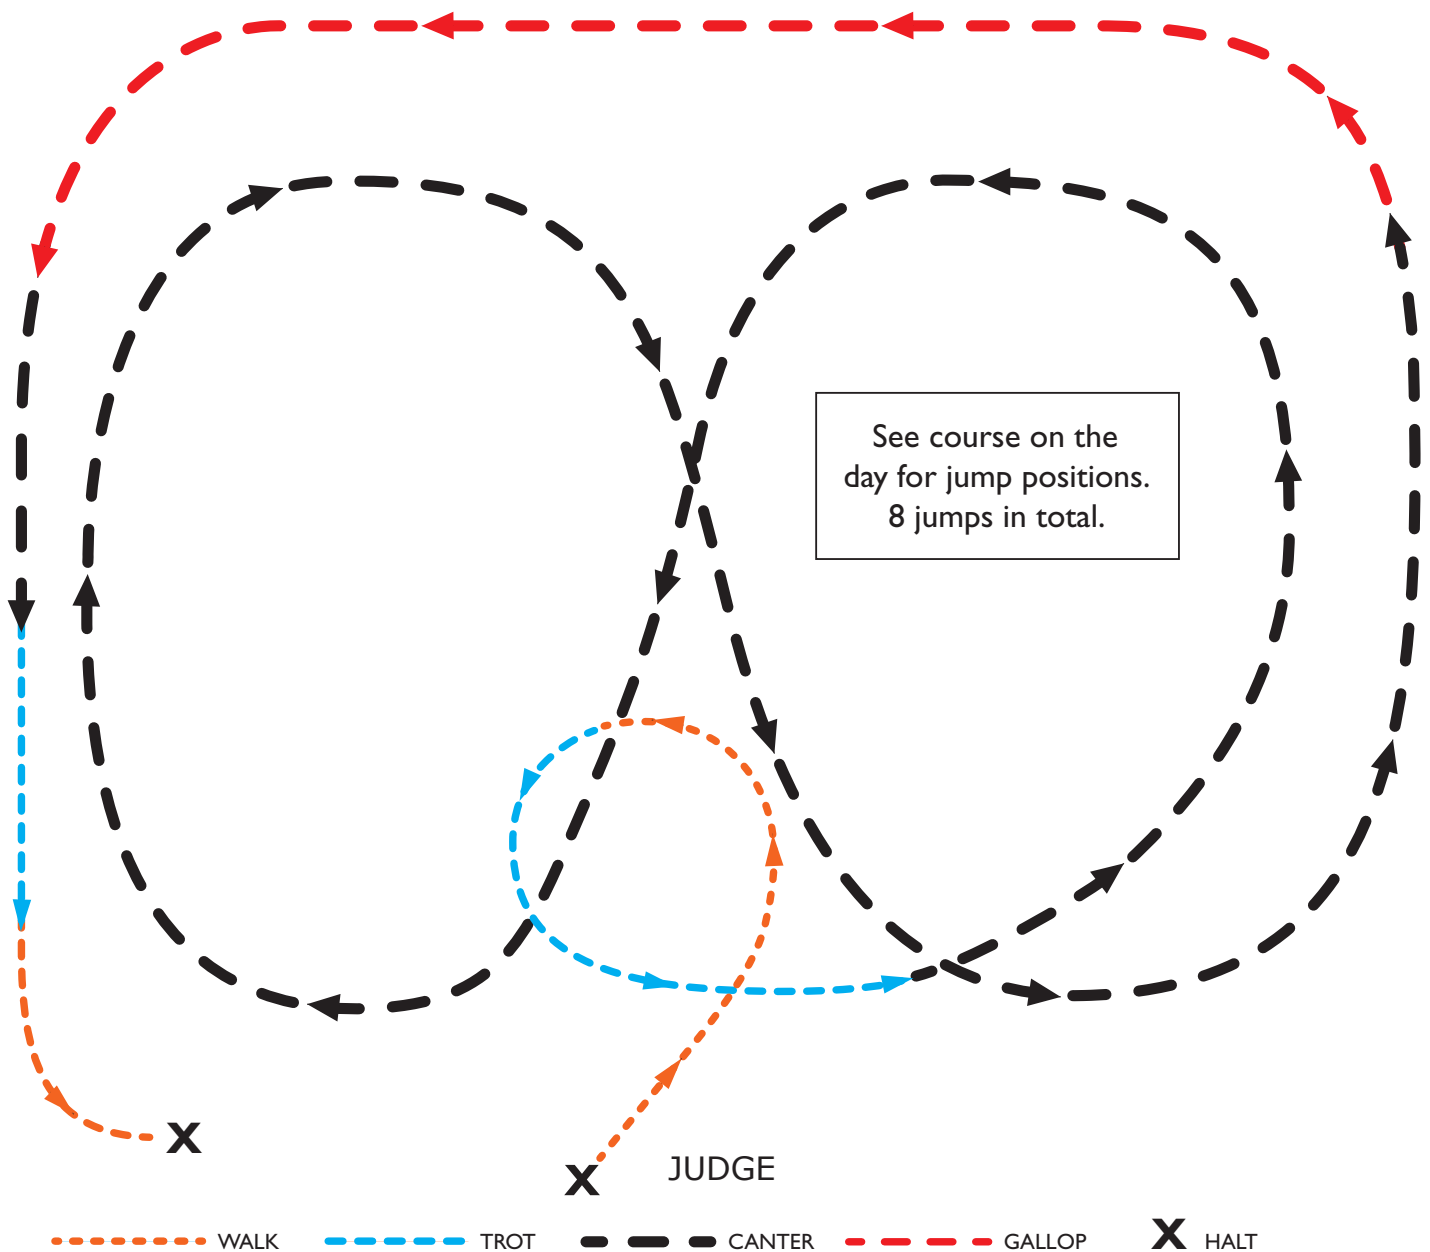 See course on the
day for jump positions.
8 jumps in total.
X
X
JUDGE
WALK
TROT
CANTER
GALLOP
X HALT